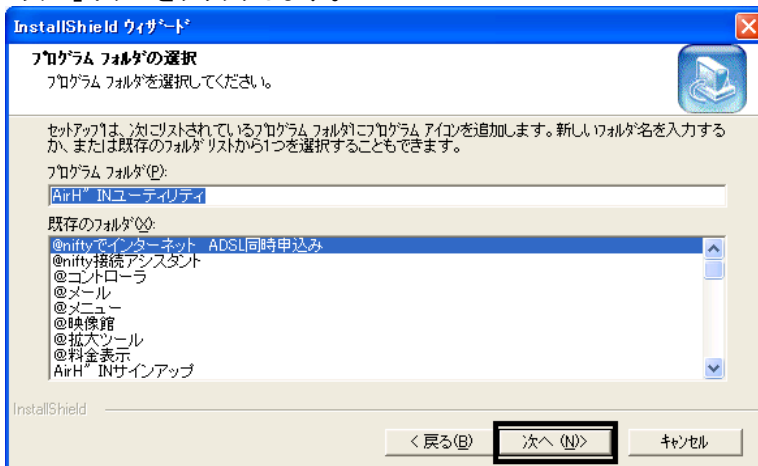 InstallShield ウィザード
プログラム フォルダの選択
プログラム フォルダを選択してください。
セットアップは、次にリストされているプログラム フォルダにプログラム アイコンを追加します。新しいフォルダ名を入力する
か、または既存のフォルダ リストから1つを選択することもできます。
プログラム フォルダ(P):
AirH" INユーティリティ
既存のフォルダ(X):
@niftyでインターネット ADSL同時申込み
@nifty接続アシスタント
@コントローラ
@メール
@メニュー
@映像館
@拡大ツール
@料金表示
AirH" INサインアップ
InstallShield
< 戻る(B)
次へ (N)>
キャンセル